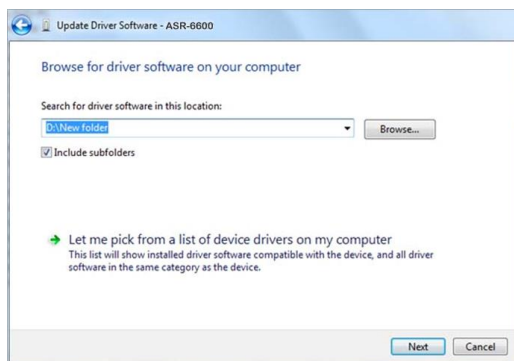 Update Driver Software - ASR-6600
Browse for driver software on your computer
Search for driver software in this location:
D:\New folder
Browse...
Include subfolders
Let me pick from a list of device drivers on my computer
This list will show installed driver software compatible with the device, and all driver
software in the same category as the device.
Next Cancel